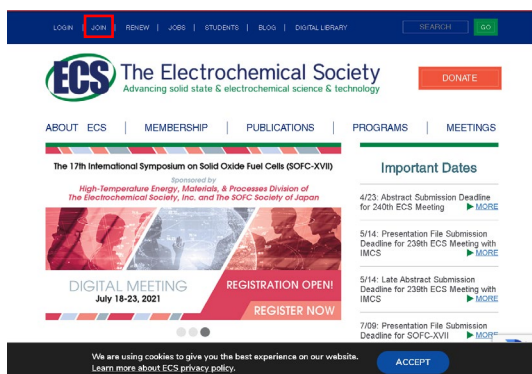 LOGIN | JOIN | RENEW | JOBS | STUDENTS | BLOG | DIGITAL LIBRARY SEARCH GO
ECS The Electrochemical Society
Advancing solid state & electrochemical science & technology
DONATE
ABOUT ECS | MEMBERSHIP | PUBLICATIONS | PROGRAMS | MEETINGS
The 17th International Symposium on Solid Oxide Fuel Cells (SOFC-XVII)
Sponsored by
High-Temperature Energy, Materials, & Processes Division of
The Electrochemical Society, Inc. and The SOFC Society of Japan
DIGITAL MEETING
July 18-23, 2021
REGISTRATION OPEN!
REGISTER NOW
Important Dates
4/23: Abstract Submission Deadline
for 240th ECS Meeting MORE
5/14: Presentation File Submission
Deadline for 239th ECS Meeting with
IMCS MORE
5/14: Late Abstract Submission
Deadline for 239th ECS Meeting with
IMCS MORE
7/09: Presentation File Submission
Deadline for SOFC-XVII MORE
We are using cookies to give you the best experience on our website.
Learn more about ECS privacy policy.
ACCEPT